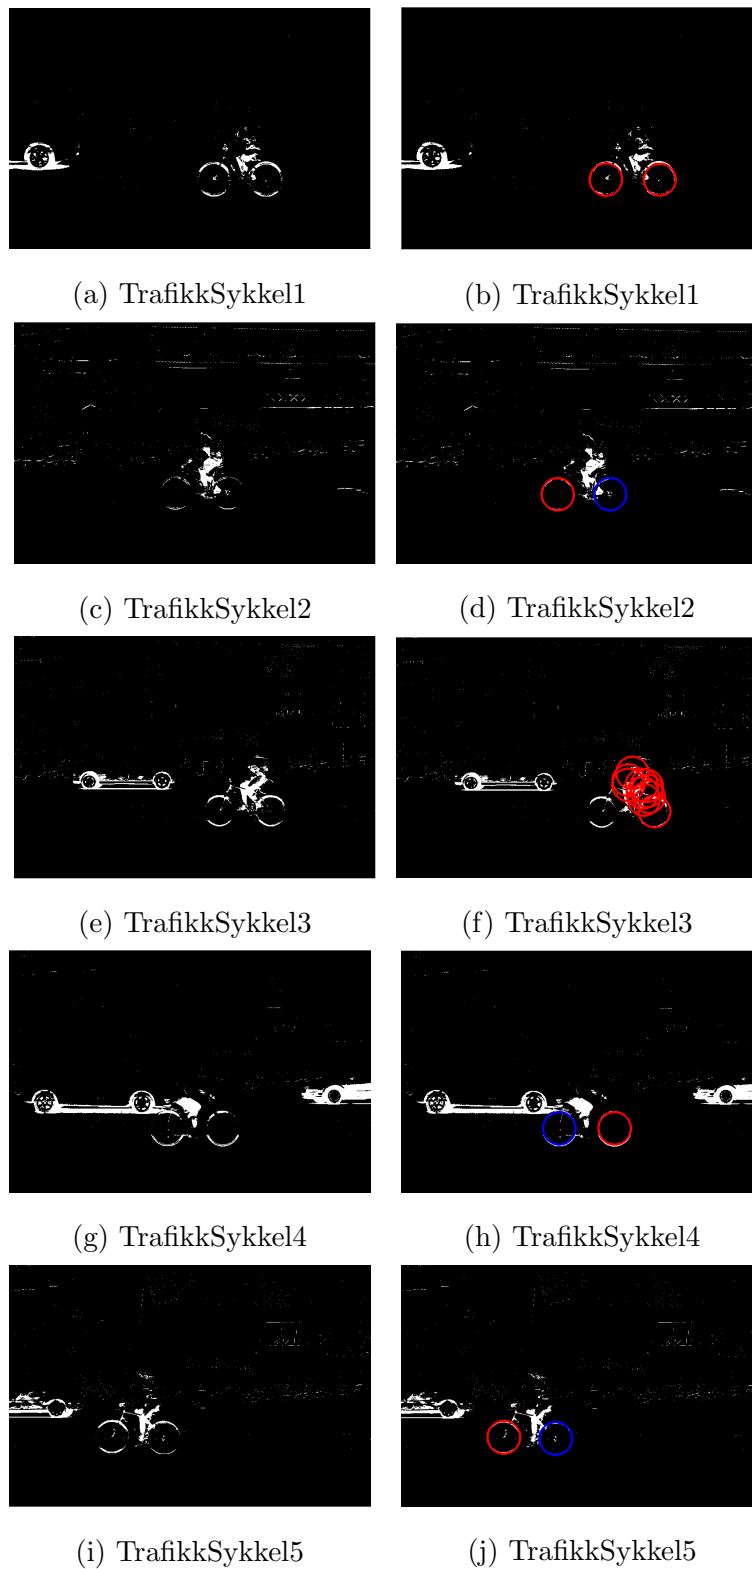 (a) TrafikkSykkel1
(b) TrafikkSykkel1
(c) TrafikkSykkel2
(d) TrafikkSykkel2
(e) TrafikkSykkel3
(f) TrafikkSykkel3
(g) TrafikkSykkel4
(h) TrafikkSykkel4
(i) TrafikkSykkel5
(j) TrafikkSykkel5